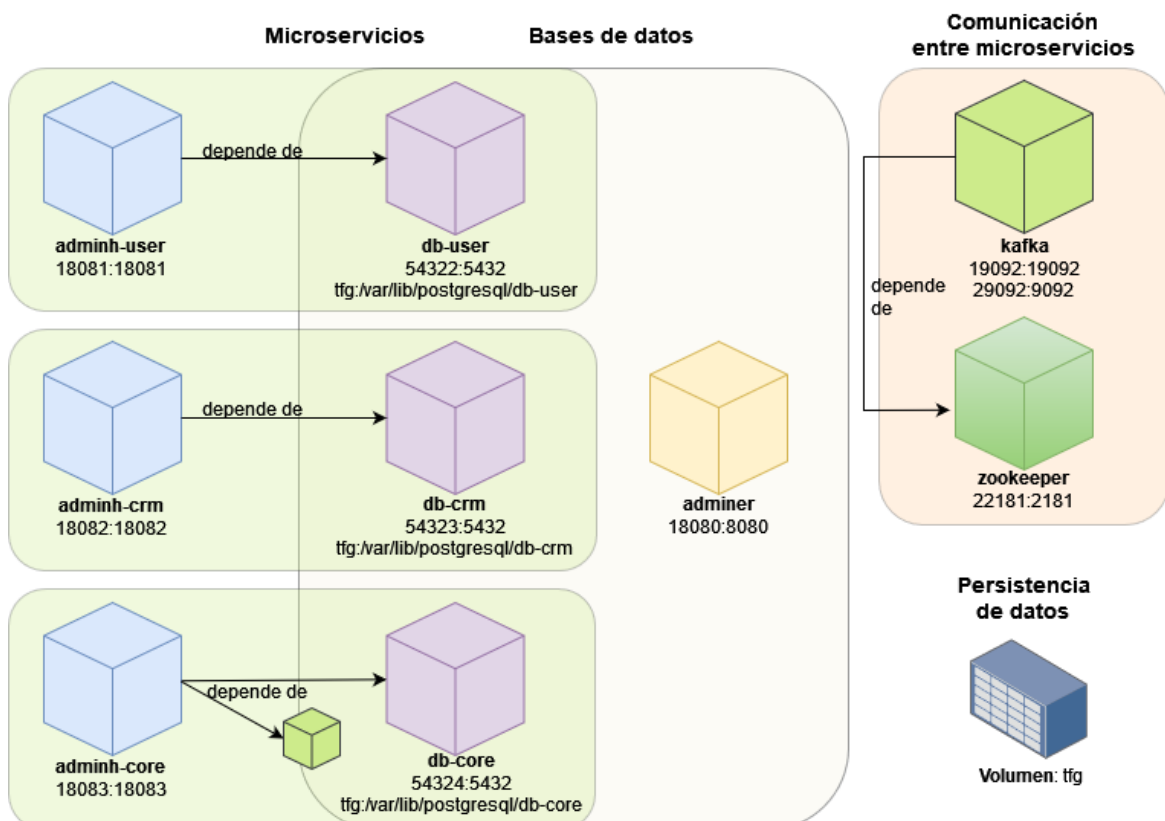 Microservicios
Bases de datos
Comunicación
entre microservicios
depende de
adminh-user
18081:18081
db-user
54322:5432
tfg:/var/lib/postgresql/db-user
kafka
19092:19092
29092:9092
depende
de
depende de
adminh-crm
18082:18082
db-crm
54323:5432
tfg:/var/lib/postgresql/db-crm
adminer
18080:8080
zookeeper
22181:2181
Persistencia
de datos
depende de
adminh-core
18083:18083
db-core
54324:5432
tfg:/var/lib/postgresql/db-core
Volumen: tfg